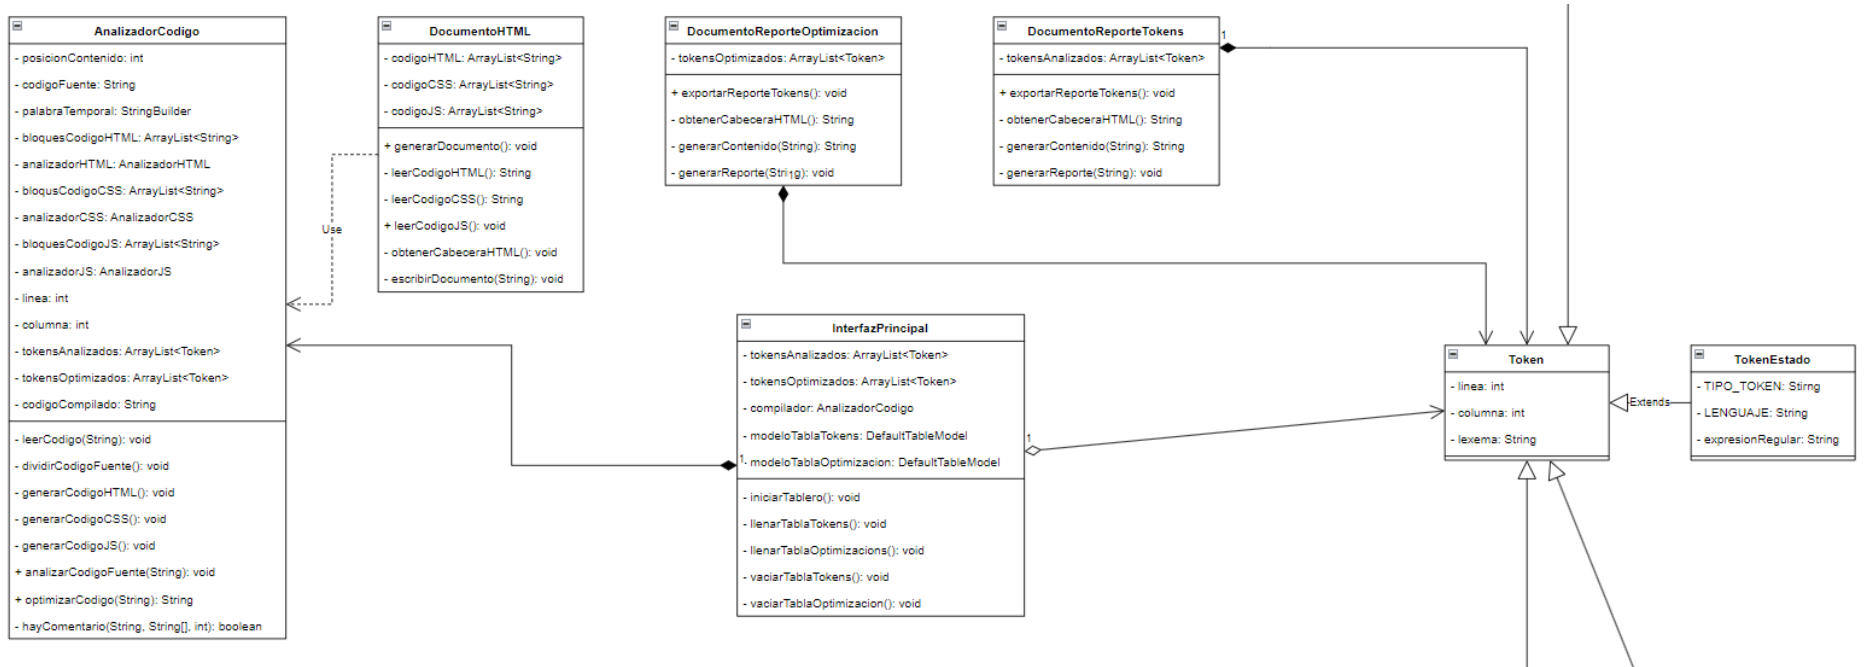 AnalizadorCodigo
- posicionContenido: int
- codigoFuente: String
- palabraTemporal: StringBuilder
- bloquesCodigoHTML: ArrayList<String>
- analizadorHTML: AnalizadorHTML
- bloqusCodigoCSS: ArrayList<String>
- analizadorCSS: AnalizadorCSS
- bloquesCodigoJS: ArrayList<String>
- analizadorJS: AnalizadorJS
- linea: int
- columna: int
- tokensAnalizados: ArrayList<Token>
- tokensOptimizados: ArrayList<Token>
- codigoCompilado: String
- leerCodigo(String): void
- dividirCodigoFuente(): void
- generarCodigoHTML(): void
- generarCodigoCSS(): void
- generarCodigoJS(): void
+ analizarCodigoFuente(String): void
+ optimizarCodigo(String): String
- hayComentario(String, String[], int): boolean
Use
DocumentoHTML
- codigoHTML: ArrayList<String>
- codigoCSS: ArrayList<String>
- codigoJS: ArrayList<String>
+ generarDocumento(): void
- leerCodigoHTML(): String
- leerCodigoCSS(): String
+ leerCodigoJS(): void
- obtenerCabeceraHTML(): void
- escribirDocumento(String): void
DocumentoReporteOptimizacion
- tokensOptimizados: ArrayList<Token>
+ exportarReporteTokens(): void
- obtenerCabeceraHTML(): String
- generarContenido(String): String
- generarReporte(String): void
1
DocumentoReporteTokens
- tokensAnalizados: ArrayList<Token>
+ exportarReporteTokens(): void
- obtenerCabeceraHTML(): String
- generarContenido(String): String
- generarReporte(String): void
1
InterfazPrincipal
- tokensAnalizados: ArrayList<Token>
- tokensOptimizados: ArrayList<Token>
- compilador: AnalizadorCodigo
- modeloTablaTokens: DefaultTableModel
- modeloTablaOptimizacion: DefaultTableModel
- iniciarTablero(): void
- llenarTablaTokens(): void
- llenarTablaOptimizacions(): void
- vaciarTablaTokens(): void
- vaciarTablaOptimizacion(): void
1
1
Token
- linea: int
- columna: int
- lexema: String
Extends
TokenEstado
- TIPO_TOKEN: Stirng
- LENGUAJE: String
- expresionRegular: String